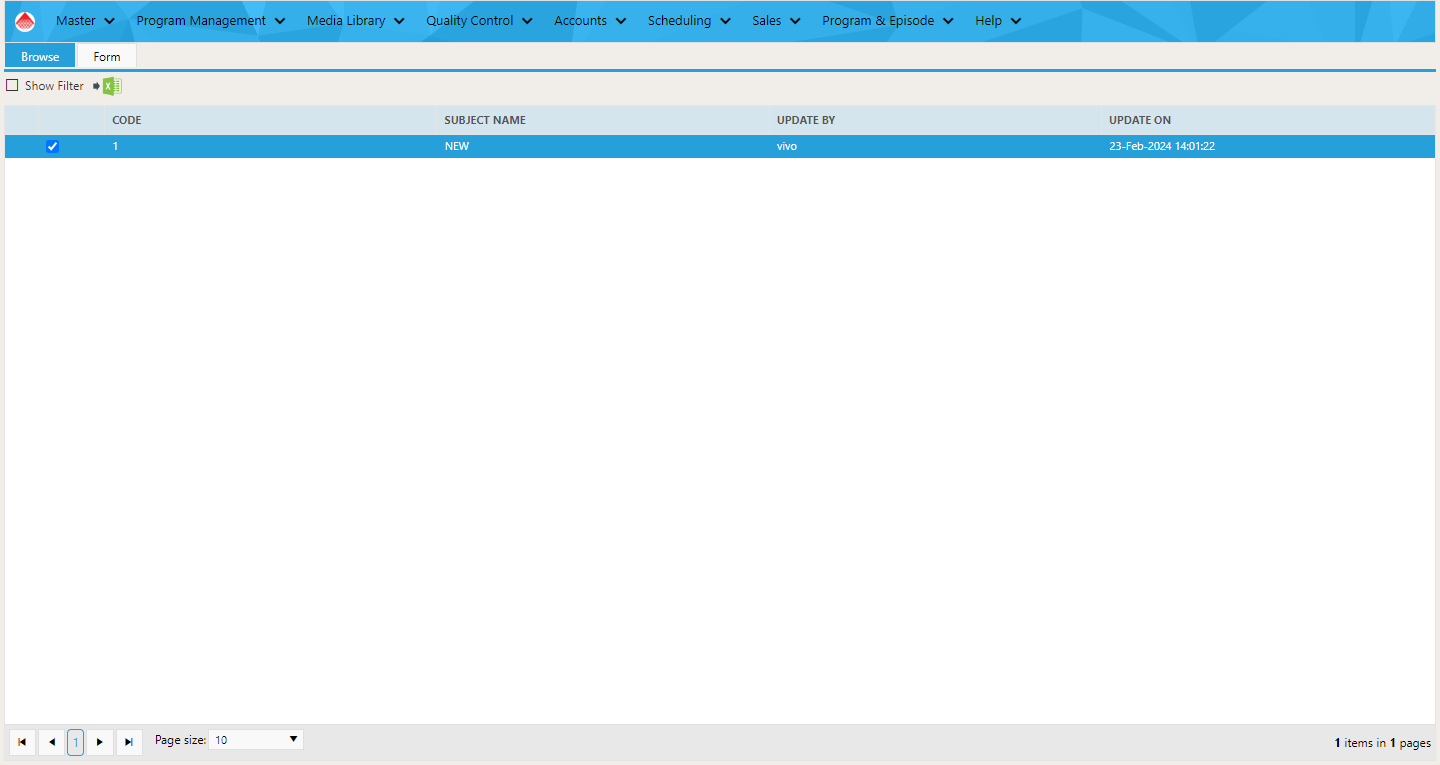 Master Program Management Media Library Quality Control Accounts Scheduling Sales Program & Episode Help
Browse Form
Show Filter
CODE SUBJECT NAME UPDATE BY UPDATE ON
1 NEW vivo 23-Feb-2024 14:01:22
1 Page size: 10 1 items in 1 pages